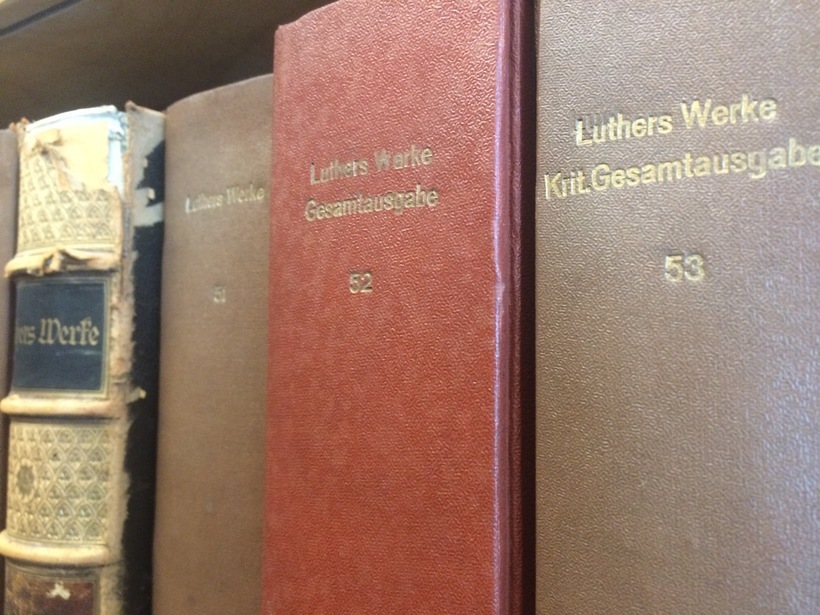 ers Werke
Luthers Werke
51
Luthers Werke
Gesamtausgabe
52
Luthers Werke
Krit.Gesamtausgabe
53